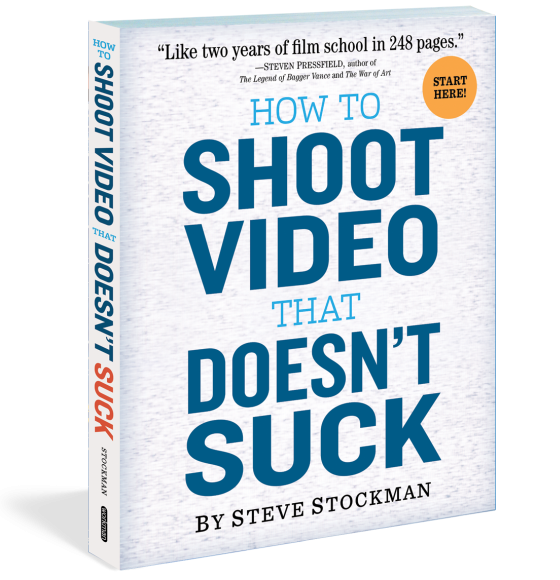 “Like two years of film school in 248 pages.”
—STEVEN PRESSFIELD, author of
The Legend of Bagger Vance and The War of Art
START
HERE!
HOW TO
SHOOT
VIDEO
THAT
DOESN’T
SUCK
BY STEVE STOCKMAN
HOW
TO
SHOOT VIDEO
THAT
DOESN’T
SUCK
STOCKMAN
workman